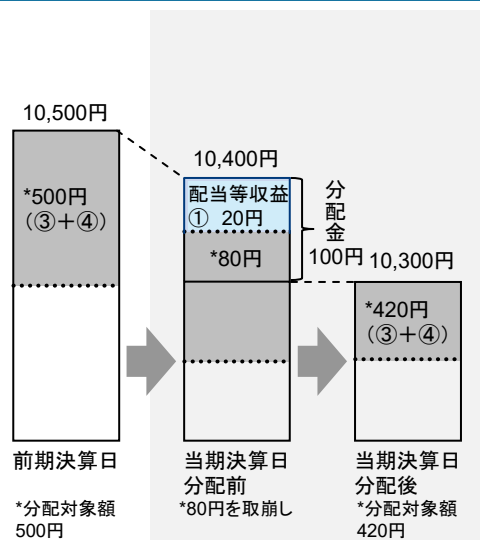 10,500円
*500円
(③+④)
前期決算日
*分配対象額
500円
10,400円
配当等収益
① 20円
*80円
分配金
100円
当期決算日
分配前
*80円を取崩し
10,300円
*420円
(③+④)
当期決算日
分配後
*分配対象額
420円